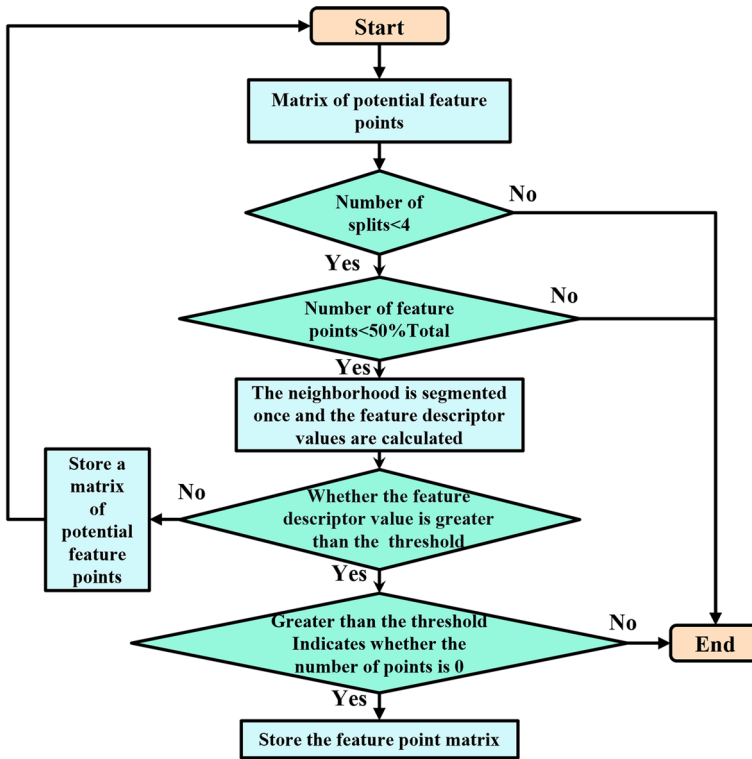 Start
Matrix of potential feature
points
Number of
splits<4
No
Yes
Number of feature
points<50%Total
No
Yes
The neighborhood is segmented
once and the feature descriptor
values are calculated
Whether the feature
descriptor value is greater
than the threshold
No
Store a
matrix
of
potential
feature
points
Yes
Greater than the threshold
Indicates whether the
number of points is 0
No
End
Yes
Store the feature point matrix